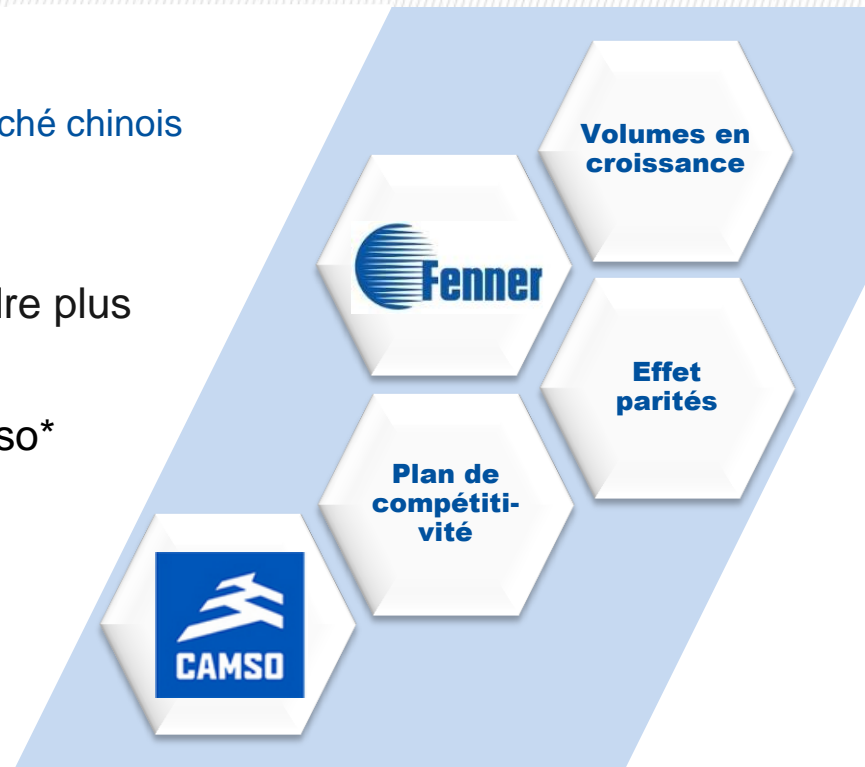 ché chinois
dre plus
so*
Volumes en
croissance
Fenner
Effet
parités
Plan de
compétiti-
vité
CAMSO